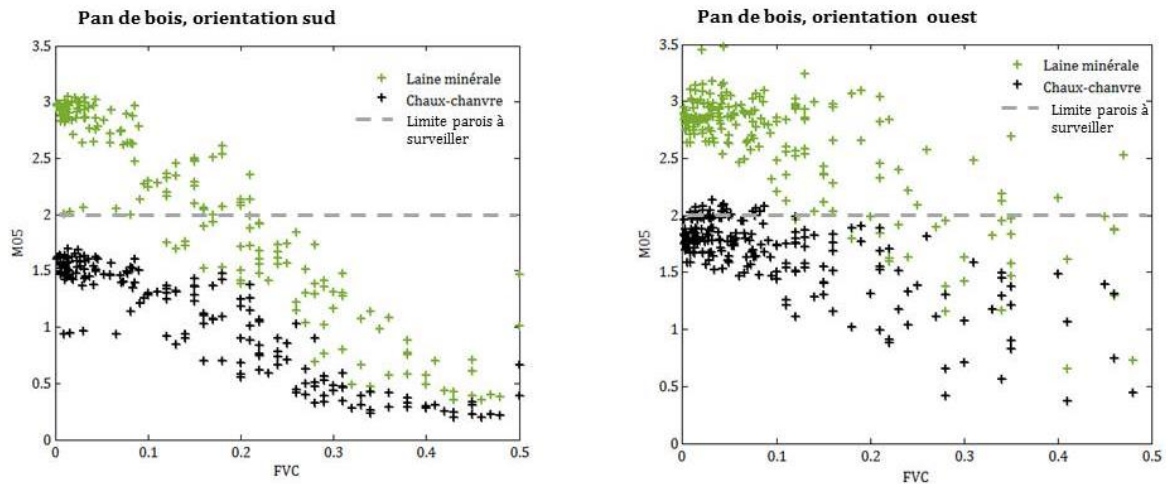 Pan de bois, orientation sud
3.5
3
2.5
2
1.5
1
0.5
0
M05
0
0.1
0.2
0.3
0.4
0.5
FVC
Laine minérale
Chaux-chanvre
Limite parois à
surveiller
Pan de bois, orientation ouest
3.5
3
2.5
2
1.5
1
0.5
0
M05
0
0.1
0.2
0.3
0.4
0.5
FVC
Laine minérale
Chaux-chanvre
Limite parois à
surveiller